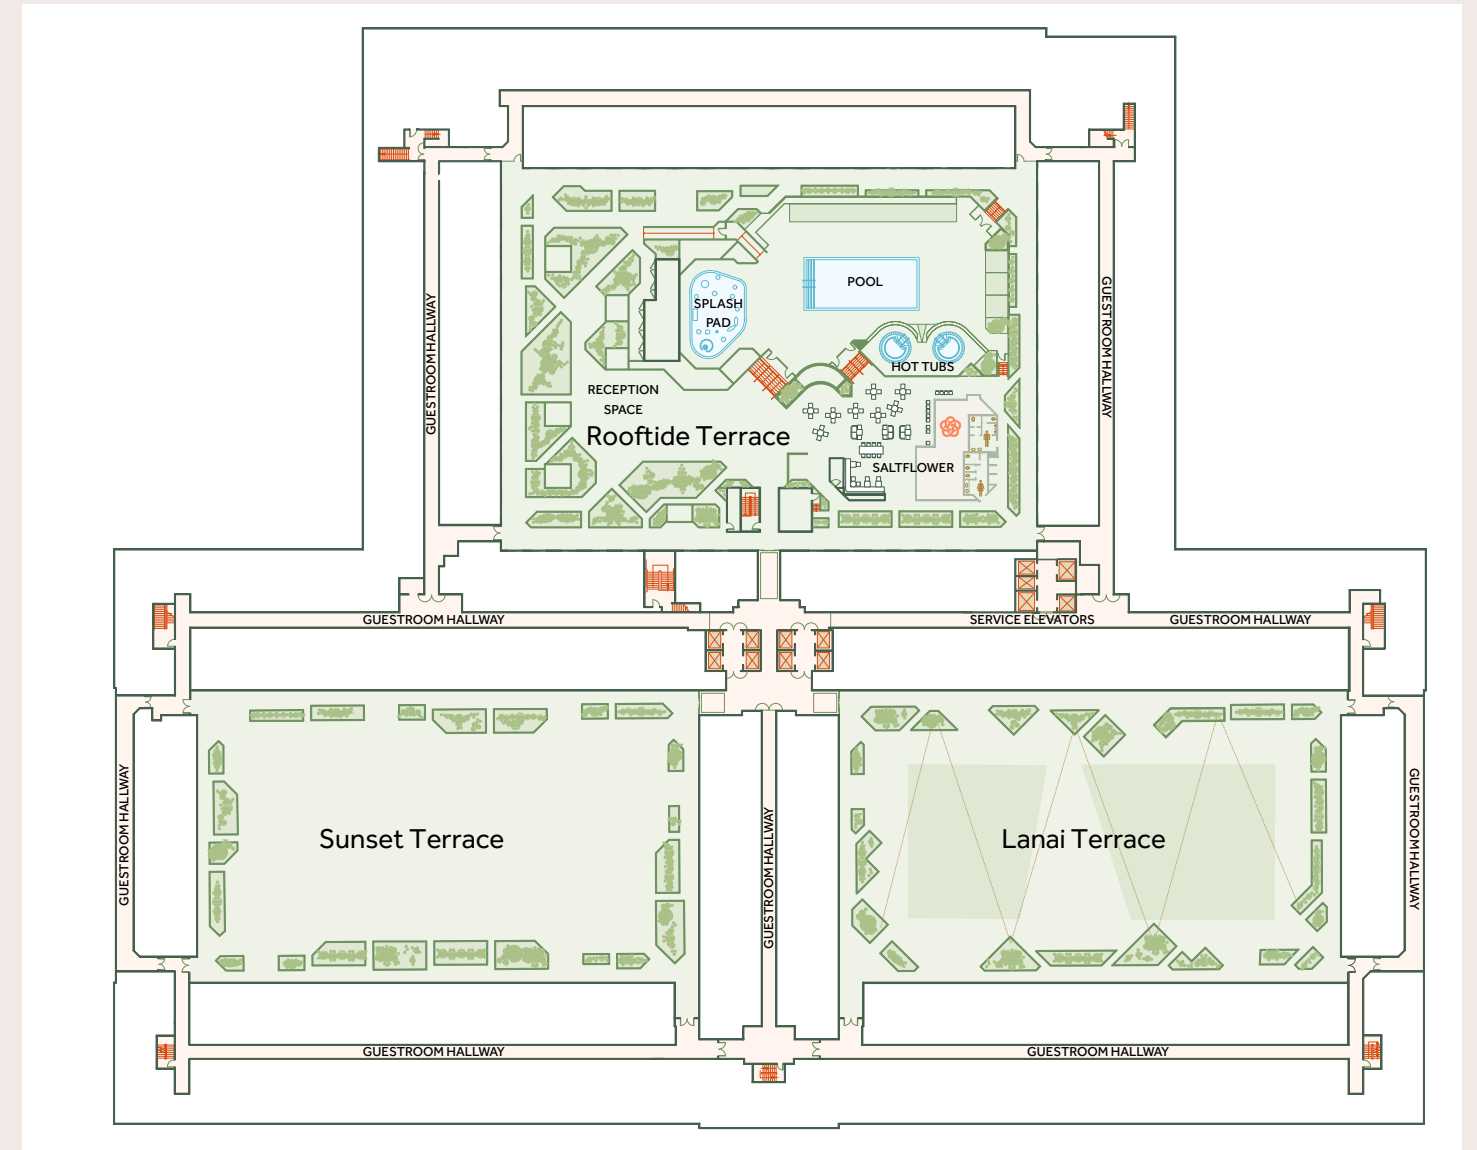 POOL
SPLASH
PAD
HOT TUBS
GUESTROOM HALLWAY
GUESTROOM HALLWAY
RECEPTION
SPACE
Rooftide Terrace
SALTFLOWER
GUESTROOM HALLWAY
SERVICE ELEVATORS
GUESTROOM HALLWAY
GUESTROOM HALLWAY
Sunset Terrace
GUESTROOM HALLWAY
Lanai Terrace
GUESTROOM HALLWAY
GUESTROOM HALLWAY
GUESTROOM HALLWAY